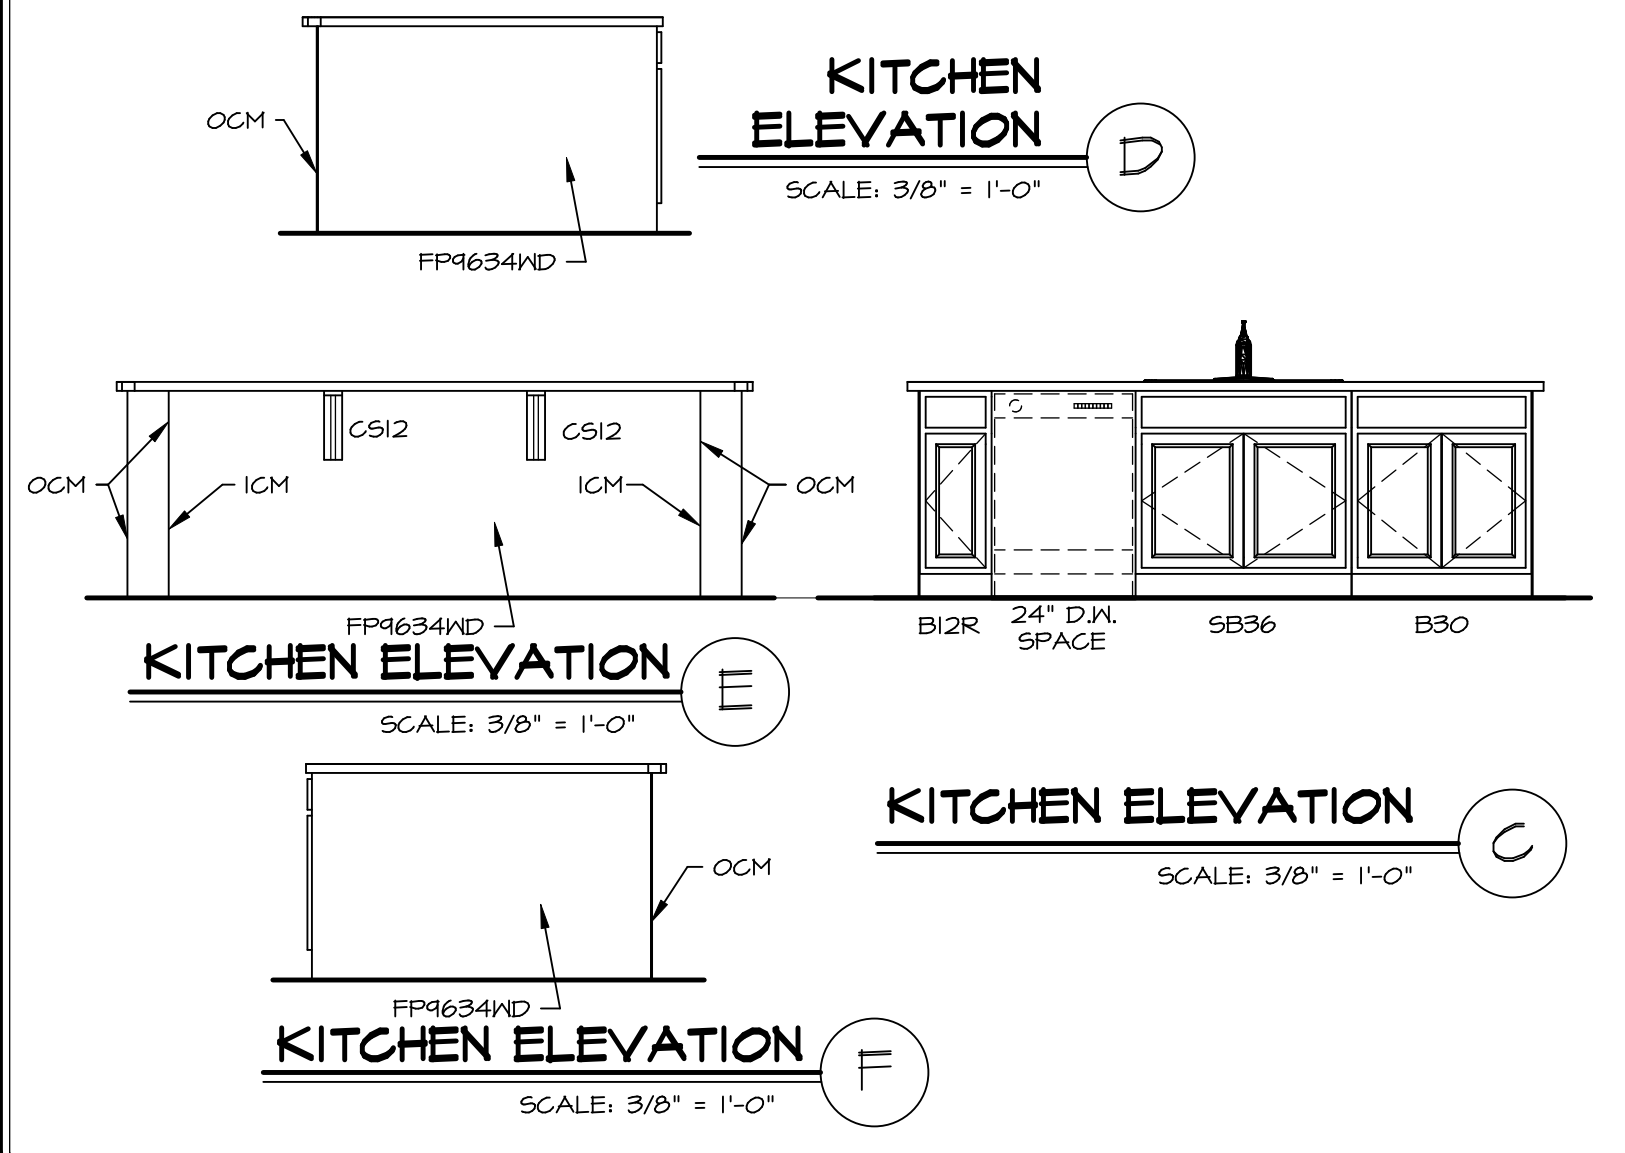 OCM
FP9634WD
KITCHEN
ELEVATION
D
SCALE: 3/8" = 1'-0"
CS12
CS12
OCM
ICM
ICM
OCM
FP9634WD
KITCHEN ELEVATION
E
SCALE: 3/8" = 1'-0"
B12R
24" D.W.
SPACE
SB36
B30
KITCHEN ELEVATION
C
SCALE: 3/8" = 1'-0"
OCM
FP9634WD
KITCHEN ELEVATION
F
SCALE: 3/8" = 1'-0"